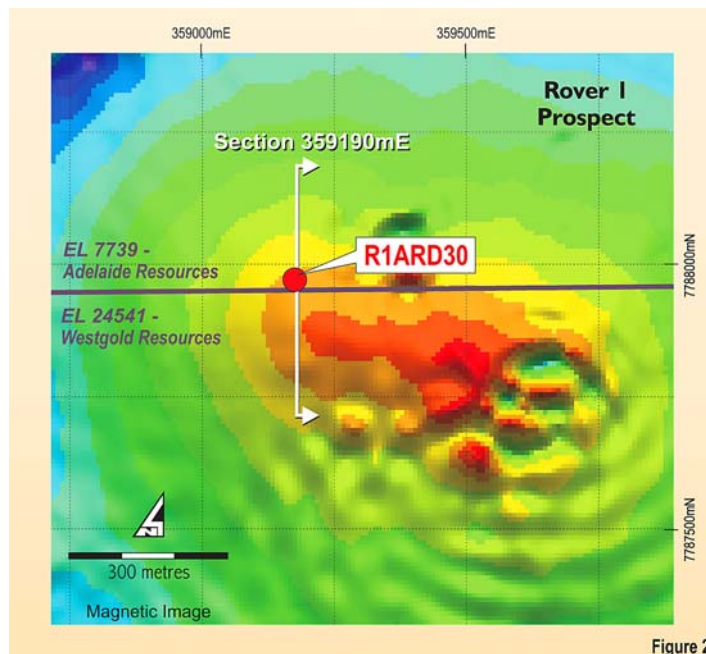 359000mE
359500mE
Rover 1
Prospect
Section 359190mE
R1ARD30
EL 7739 -
Adelaide Resources
7788000mN
EL 24541 -
Westgold Resources
7787500mN
N
300 metres
Magnetic Image
Figure 2